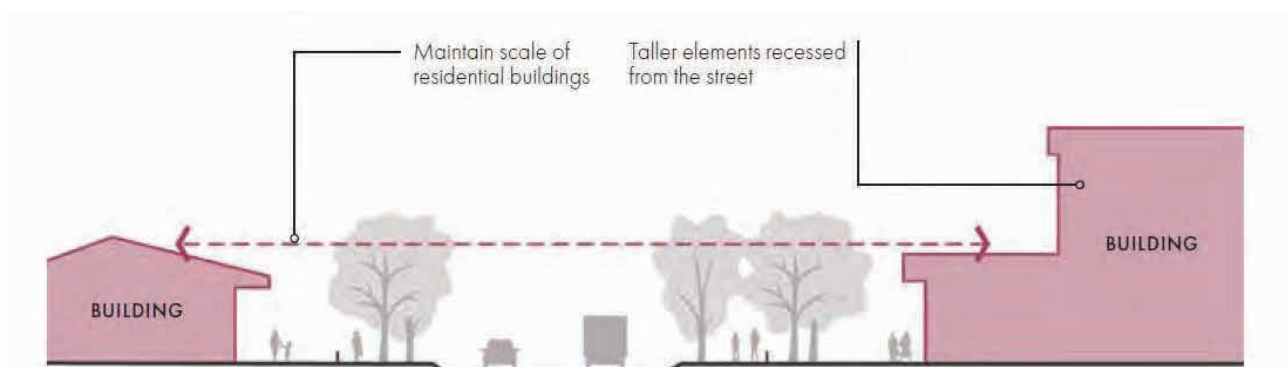 Maintain scale of
residential buildings
Taller elements recessed
from the street
BUILDING
BUILDING